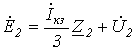 Ė₂ = İкз/3 Z₂ + U̇₂